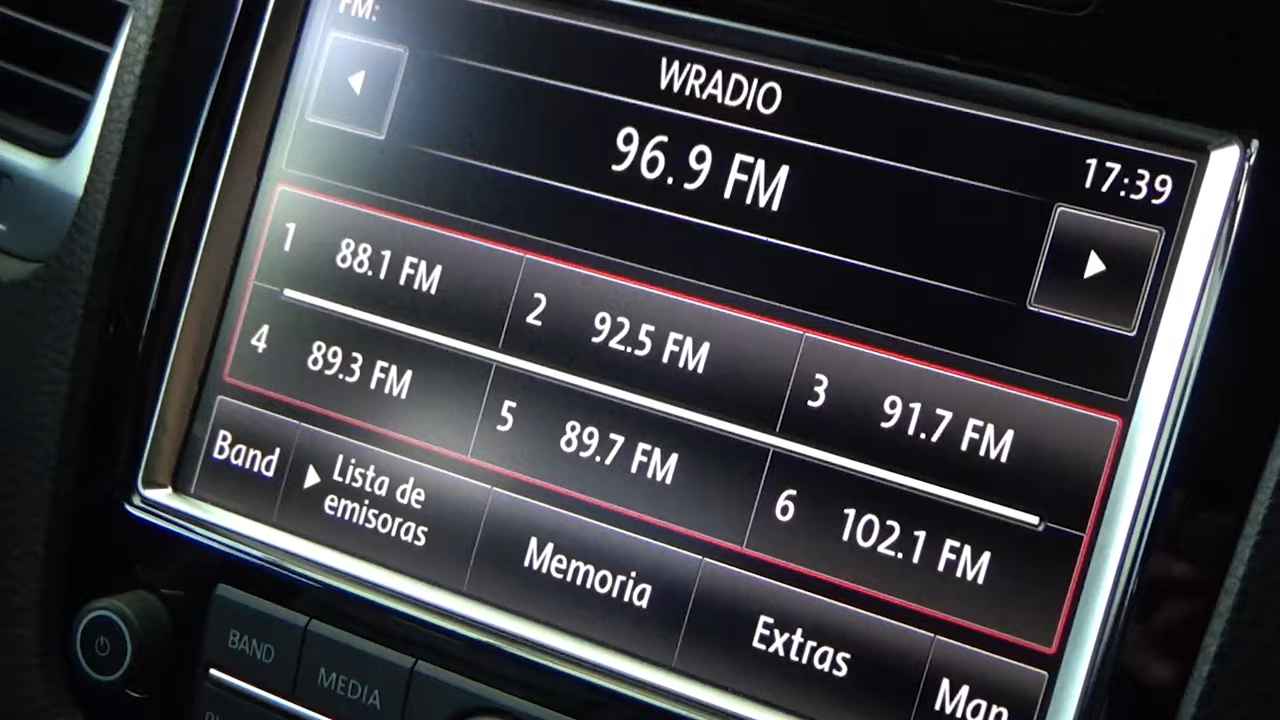 FM:
WRADIO
96.9 FM
17:39
1 88.1 FM
2 92.5 FM
3 91.7 FM
4 89.3 FM
5 89.7 FM
6 102.1 FM
Band
Lista de
emisoras
Memoria
Extras
Man
BAND
MEDIA